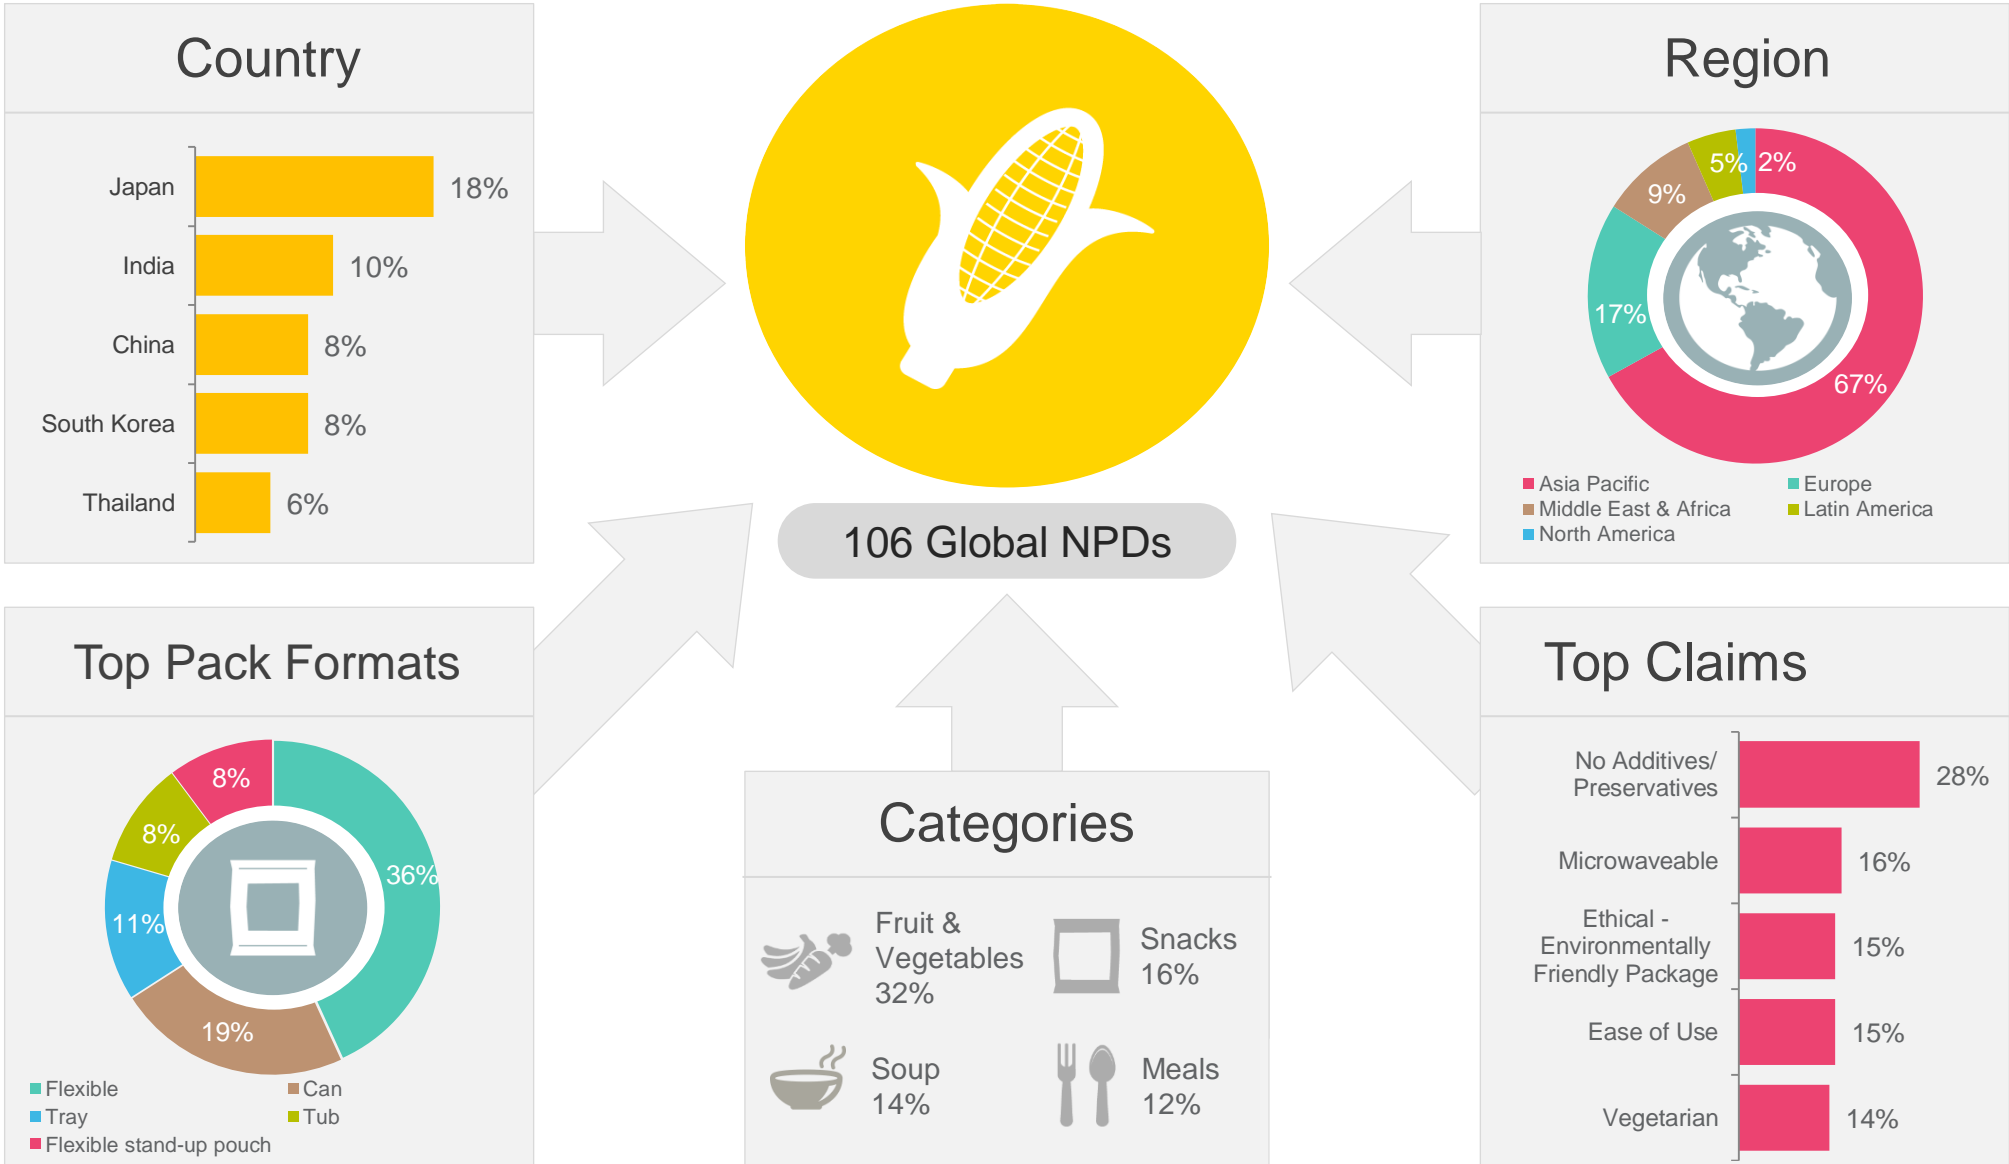 Country
Japan
18%
India
10%
China
8%
South Korea
8%
Thailand
6%
106 Global NPDs
Region
5%
2%
9%
17%
67%
Asia Pacific
Europe
Middle East & Africa
Latin America
North America
Top Pack Formats
8%
8%
36%
11%
19%
Flexible
Can
Tray
Tub
Flexible stand-up pouch
Categories
Fruit &
Vegetables
32%
Snacks
16%
Soup
14%
Meals
12%
Top Claims
No Additives/
Preservatives
28%
Microwaveable
16%
Ethical -
Environmentally
Friendly Package
15%
Ease of Use
15%
Vegetarian
14%